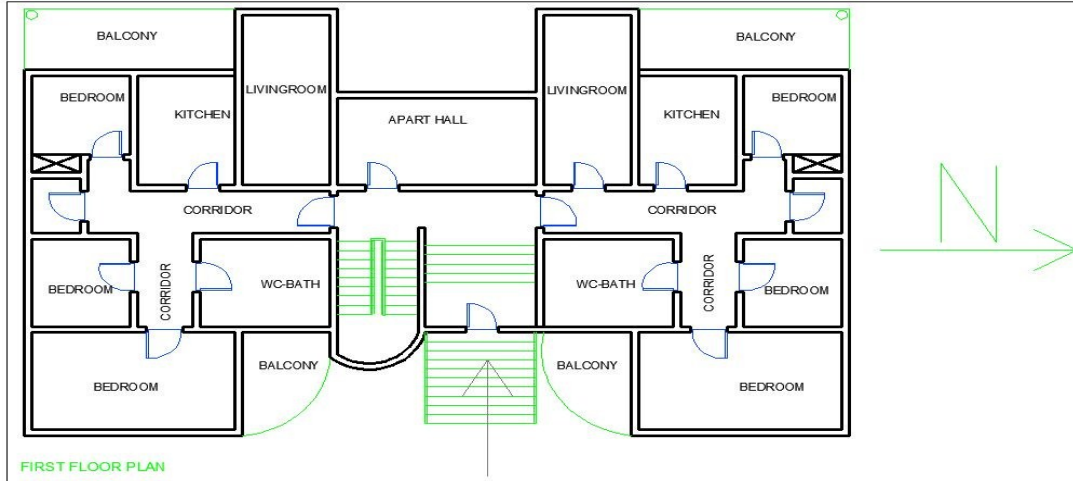 BALCONY
BALCONY
BEDROOM
LIVINGROOM
LIVINGROOM
BEDROOM
KITCHEN
APART HALL
KITCHEN
CORRIDOR
CORRIDOR
N
BEDROOM
CORRIDOR
WC-BATH
WC-BATH
CORRIDOR
BEDROOM
BALCONY
BALCONY
BEDROOM
BEDROOM
FIRST FLOOR PLAN